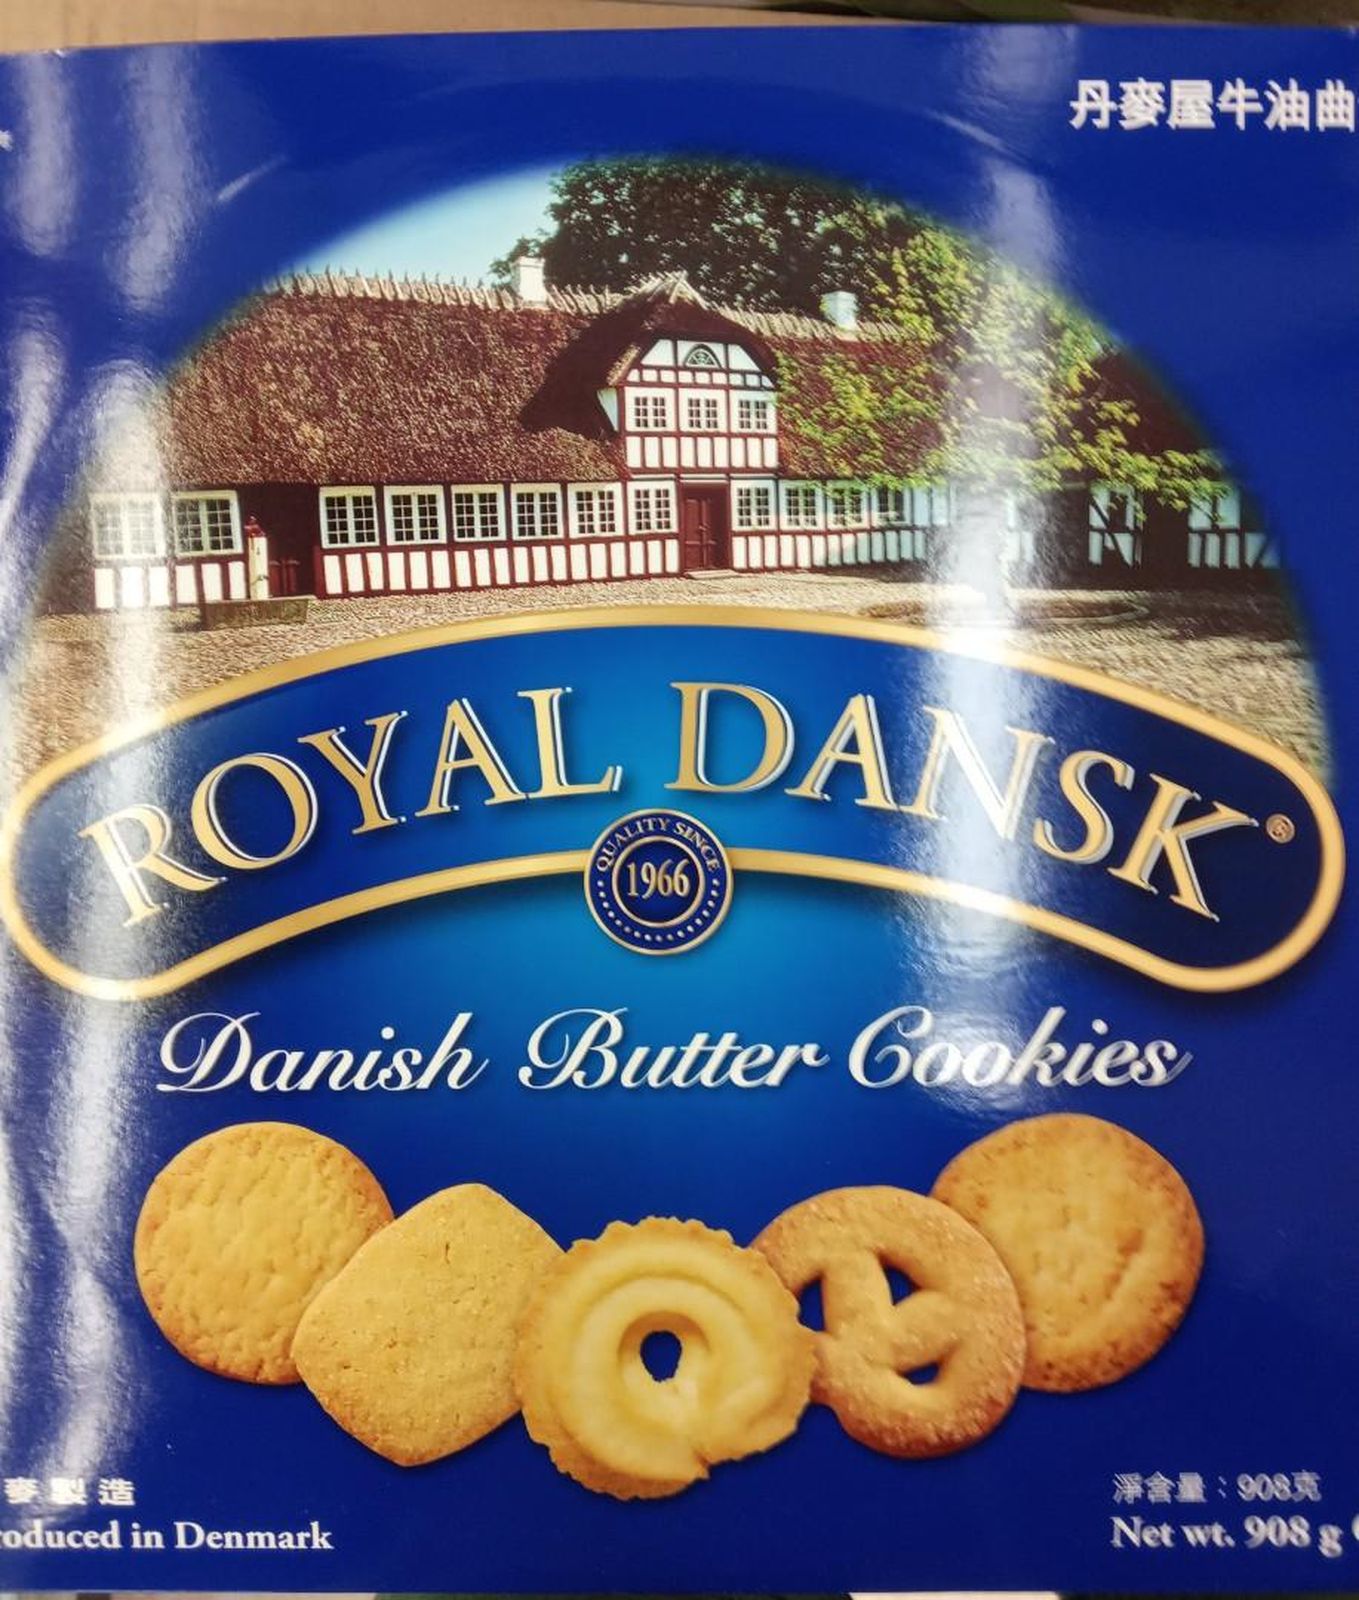 丹麥屋牛油曲
ROYAL DANSK®
QUALITY SINCE
1966
Danish Butter Cookies
麥製造
roduced in Denmark
淨含量：908克
Net wt. 908 g